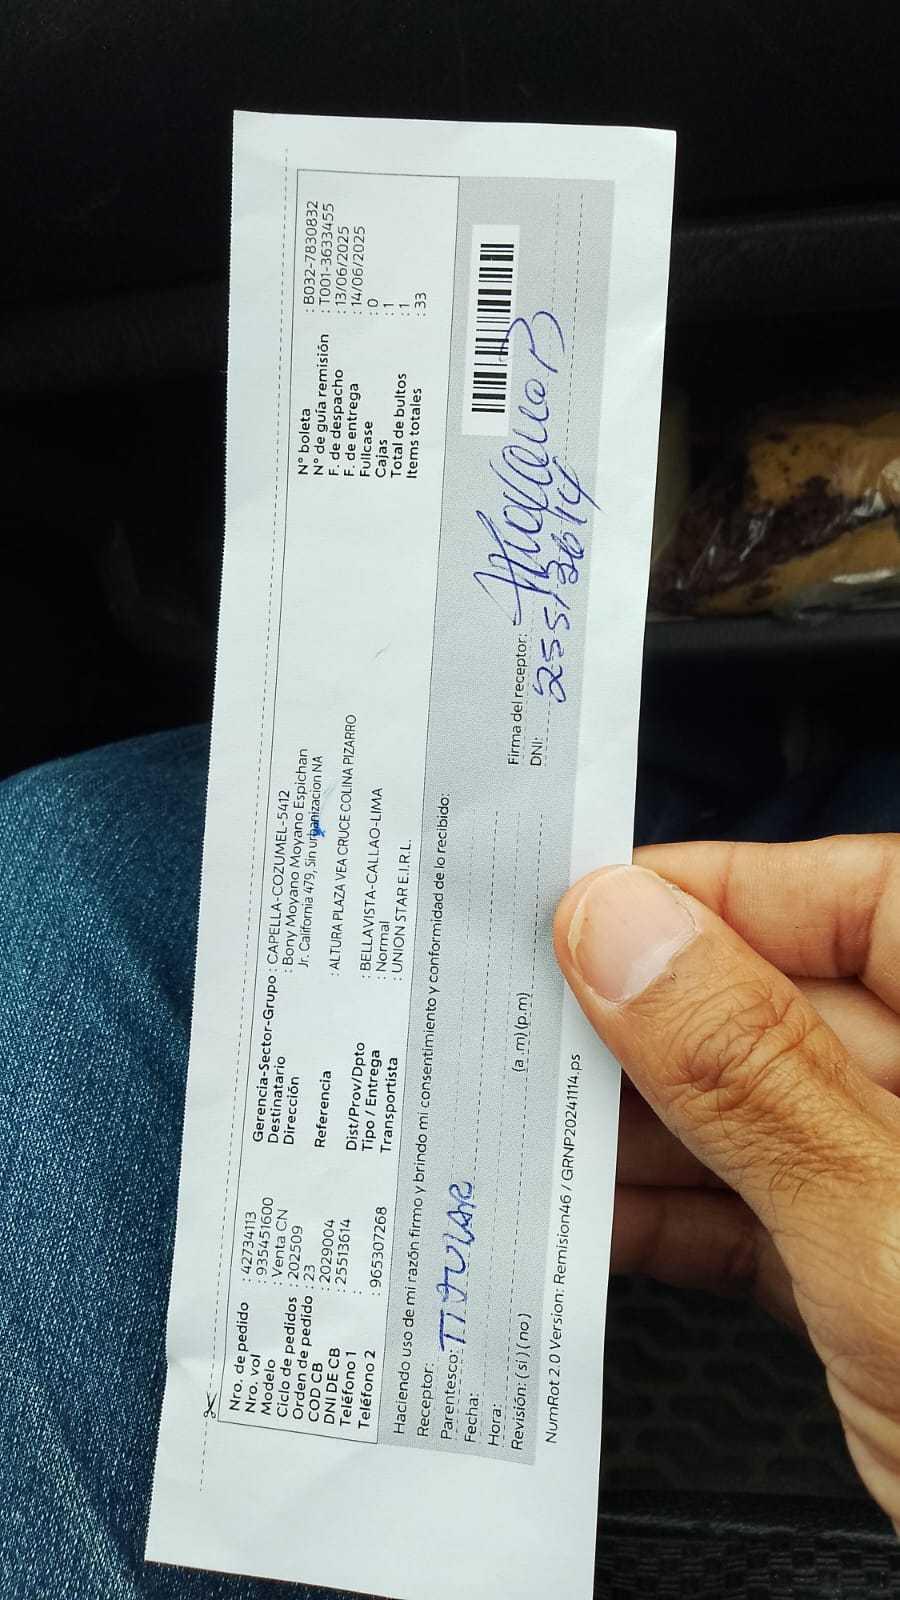 Nro. de pedido : 42734113
Nro. vol : 935451600
Modelo : Venta CN
Ciclo de pedidos : 202509
Orden de pedido : 23
COD CB : 2029004
DNI DE CB : 25513614
Teléfono 1 :
Teléfono 2 : 965307268
Gerencia-Sector-Grupo : CAPELLA-COZUMEL-5412
Destinatario : Bony Moyano Moyano Espichan
Dirección Jr. California 479, Sin urbanizacion NA
Referencia : ALTURA PLAZA VEA CRUCE COLINA PIZARRO
Dist/Prov/Dpto : BELLAVISTA-CALLAO-LIMA
Tipo / Entrega : Normal
Transportista : UNION STAR E.I.R.L.
N° boleta : B032-7830832
N° de guía remisión : T001-3633455
F. de despacho : 13/06/2025
F. de entrega : 14/06/2025
Fullcase : 0
Cajas : 1
Total de bultos : 1
Items totales : 33
Haciendo uso de mi razón firmo y brindo mi consentimiento y conformidad de lo recibido:
Receptor:
Parentesco: TITULAR
Fecha:
Hora: (a.m)(p.m)
Revisión: ( si ) ( no )
Firma del receptor:
DNI: 25513614
NumRot 2.0 Version: Remision46 / GRNP20241114.ps